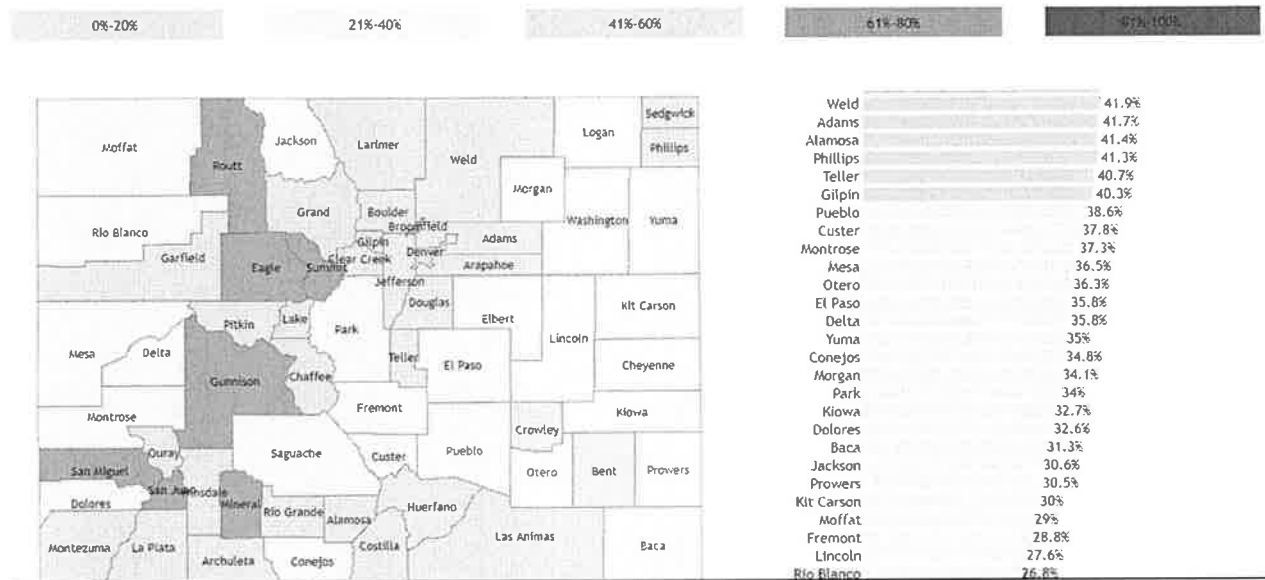 0%-20% 21%-40% 41%-60% 61%-80% 81%-100%
Moffat
Routt
Jackson
Larimer
Weld
Logan
Sedgwick
Phillips
Morgan
Washington
Yuma
Rio Blanco
Grand
Boulder
Broomfield
Garfield
Eagle
Summit
Gilpin
Clear Creek
Denver
Adams
Arapahoe
Jefferson
Douglas
Elbert
Kit Carson
Pitkin
Lake
Park
Lincoln
Mesa
Delta
Gunnison
Chaffee
Teller
El Paso
Cheyenne
Montrose
Fremont
Kiowa
Ouray
Saguache
Custer
Pueblo
Crowley
Otero
Bent
Prowers
San Miguel
San Juan
Hinsdale
Mineral
Dolores
Rio Grande
Alamosa
Huerfano
Las Animas
Montezuma
La Plata
Archuleta
Conejos
Costilla
Baca
Weld 41.9%
Adams 41.7%
Alamosa 41.4%
Phillips 41.3%
Teller 40.7%
Gilpin 40.3%
Pueblo 38.6%
Custer 37.8%
Montrose 37.3%
Mesa 36.5%
Otero 36.3%
El Paso 35.8%
Delta 35.8%
Yuma 35%
Conejos 34.8%
Morgan 34.1%
Park 34%
Kiowa 32.7%
Dolores 32.6%
Baca 31.3%
Jackson 30.6%
Prowers 30.5%
Kit Carson 30%
Moffat 29%
Fremont 28.8%
Lincoln 27.6%
Rio Blanco 26.8%